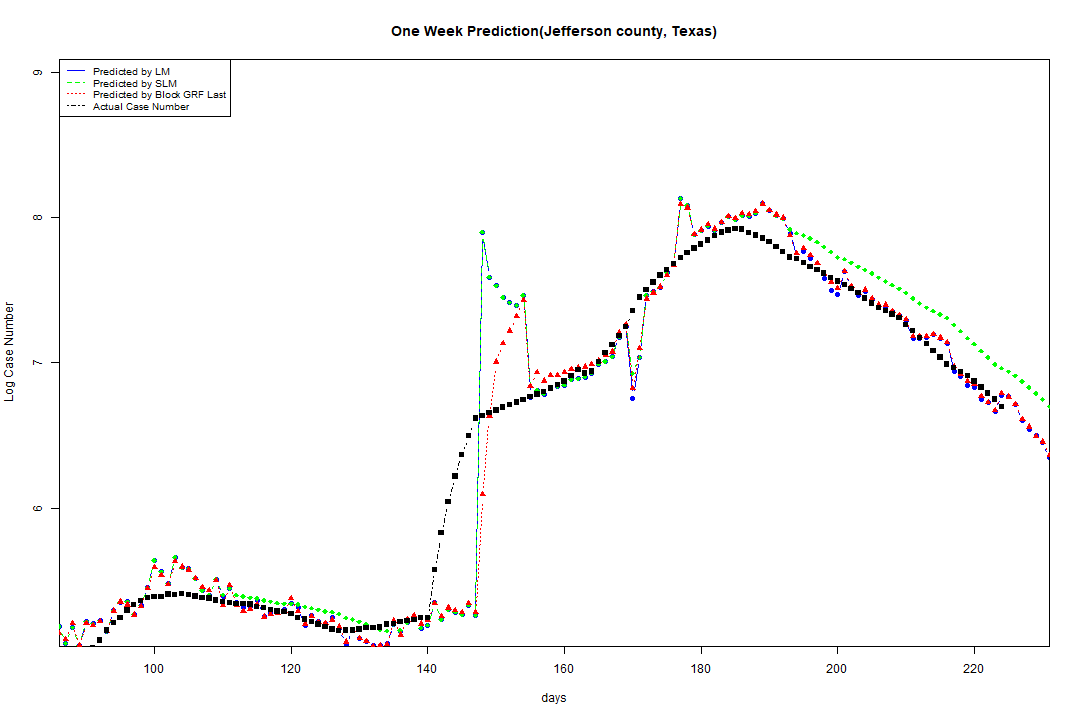 One Week Prediction(Jefferson county, Texas)
Predicted by LM
Predicted by SLM
Predicted by Block GRF Last
Actual Case Number
9
8
7
6
Log Case Number
100 120 140 160 180 200 220
days